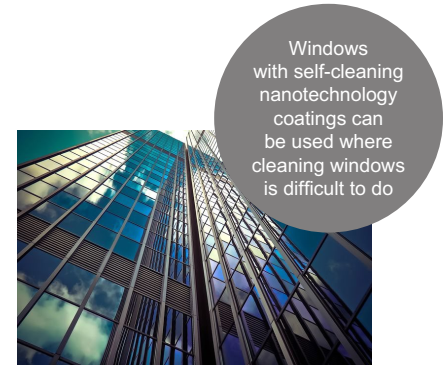 Windows
with self-cleaning
nanotechnology
coatings can
be used where
cleaning windows
is difficult to do